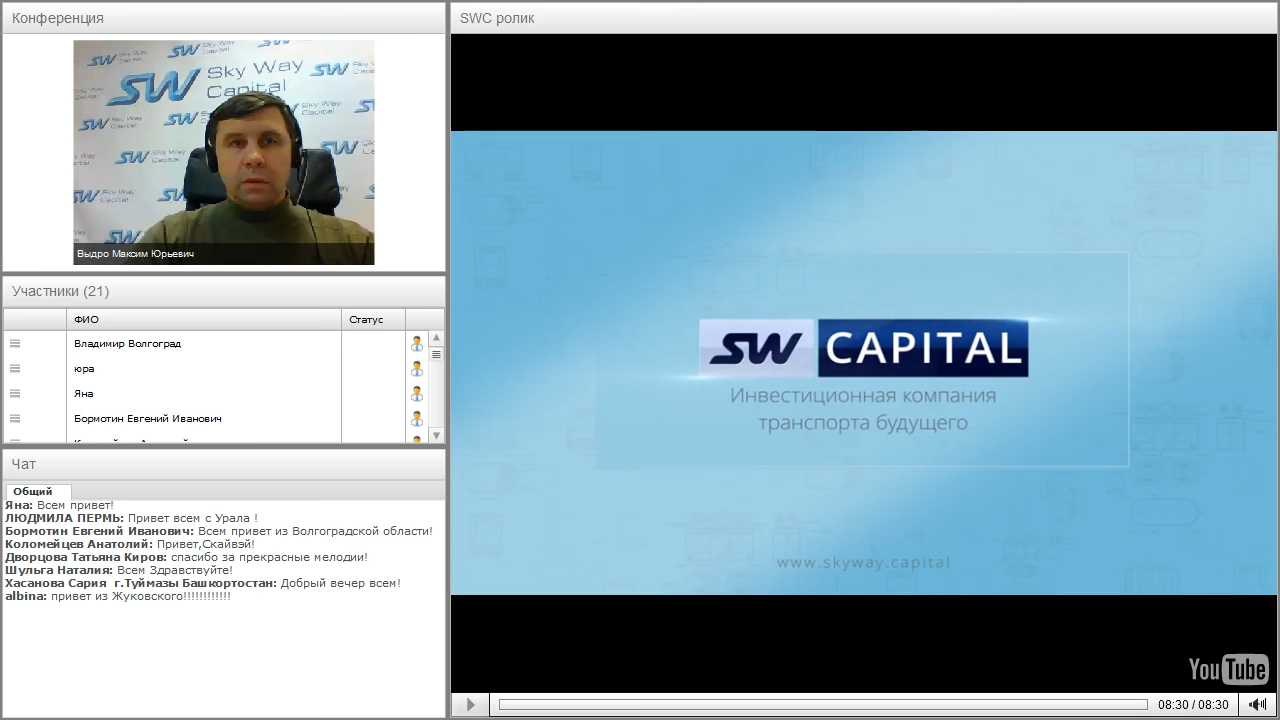 Конференция
SW Sky Way
Capital
Выдро Максим Юрьевич
Участники (21)
ФИО
Статус
Владимир Волгоград
юра
Яна
Бормотин Евгений Иванович
Чат
Общий
Яна: Всем привет!
ЛЮДМИЛА ПЕРМЬ: Привет всем с Урала !
Бормотин Евгений Иванович: Всем привет из Волгоградской области!
Коломейцев Анатолий: Привет,Скайвэй!
Дворцова Татьяна Киров: спасибо за прекрасные мелодии!
Шульга Наталия: Всем Здравствуйте!
Хасанова Сария г.Туймазы Башкортостан: Добрый вечер всем!
albina: привет из Жуковского!!!!!!!!!!!!
SWC ролик
SW CAPITAL
Инвестиционная компания
транспорта будущего
www.skyway.capital
YouTube
08:30 / 08:30